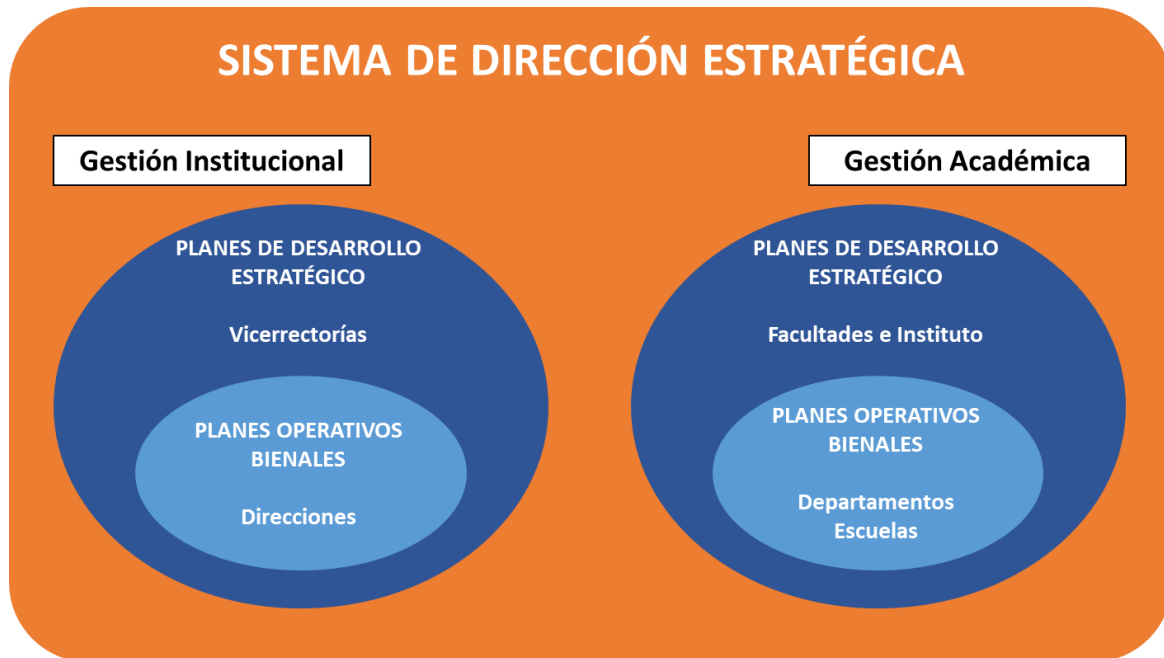 SISTEMA DE DIRECCIÓN ESTRATÉGICA
Gestión Institucional
PLANES DE DESARROLLO
ESTRATÉGICO
Vicerrectorías
PLANES OPERATIVOS
BIENALES
Direcciones
Gestión Académica
PLANES DE DESARROLLO
ESTRATÉGICO
Facultades e Instituto
PLANES OPERATIVOS
BIENALES
Departamentos
Escuelas